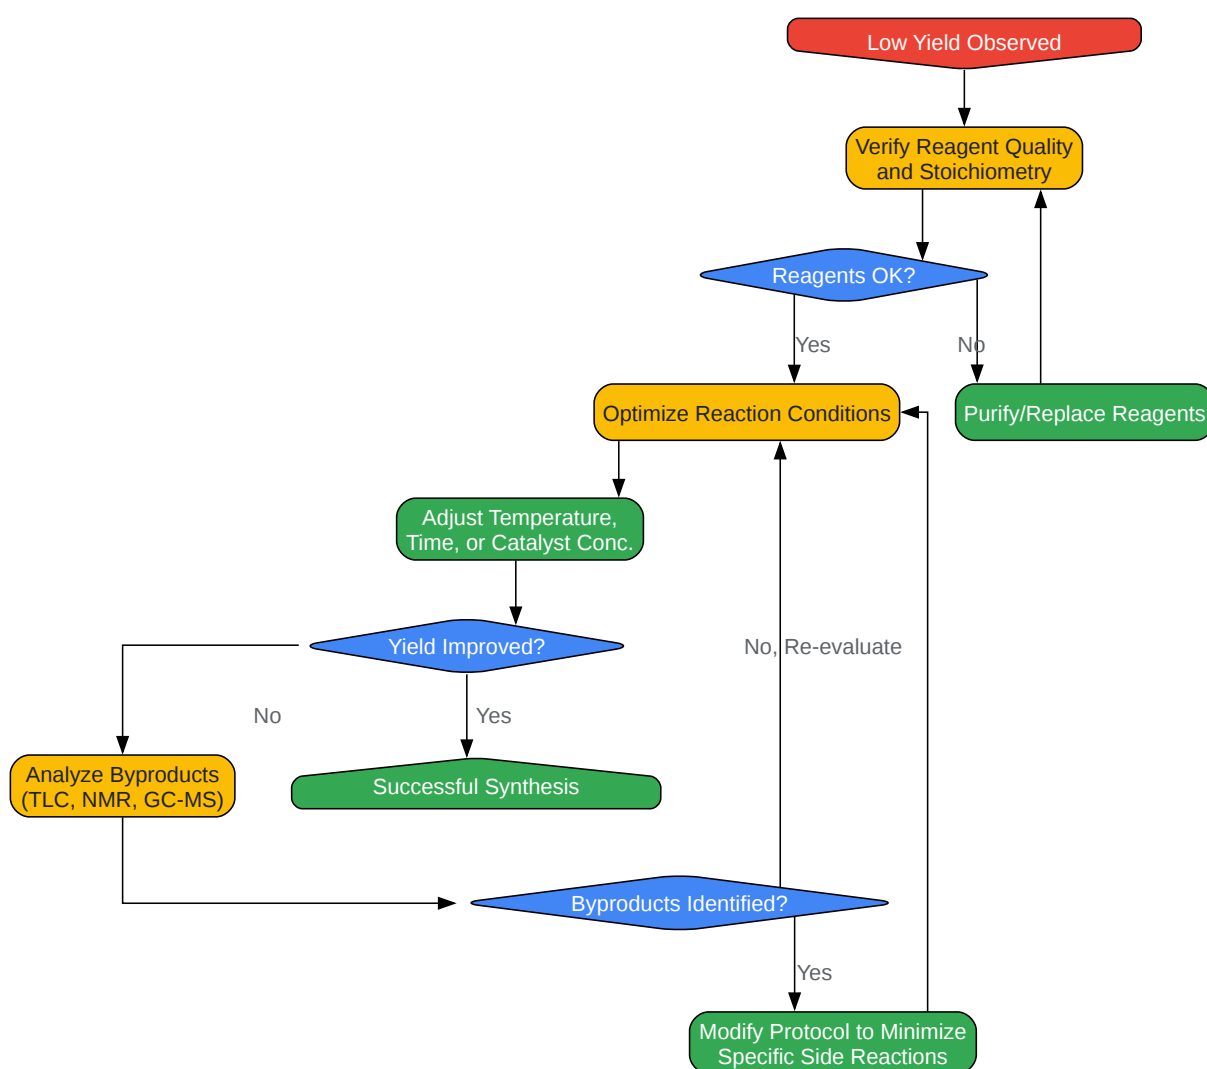 Low Yield Observed
Verify Reagent Quality
and Stoichiometry
Reagents OK?
Yes
No
Optimize Reaction Conditions
Purify/Replace Reagents
Adjust Temperature,
Time, or Catalyst Conc.
Yield Improved?
No, Re-evaluate
No
Yes
Analyze Byproducts
(TLC, NMR, GC-MS)
Successful Synthesis
Byproducts Identified?
Yes
Modify Protocol to Minimize
Specific Side Reactions